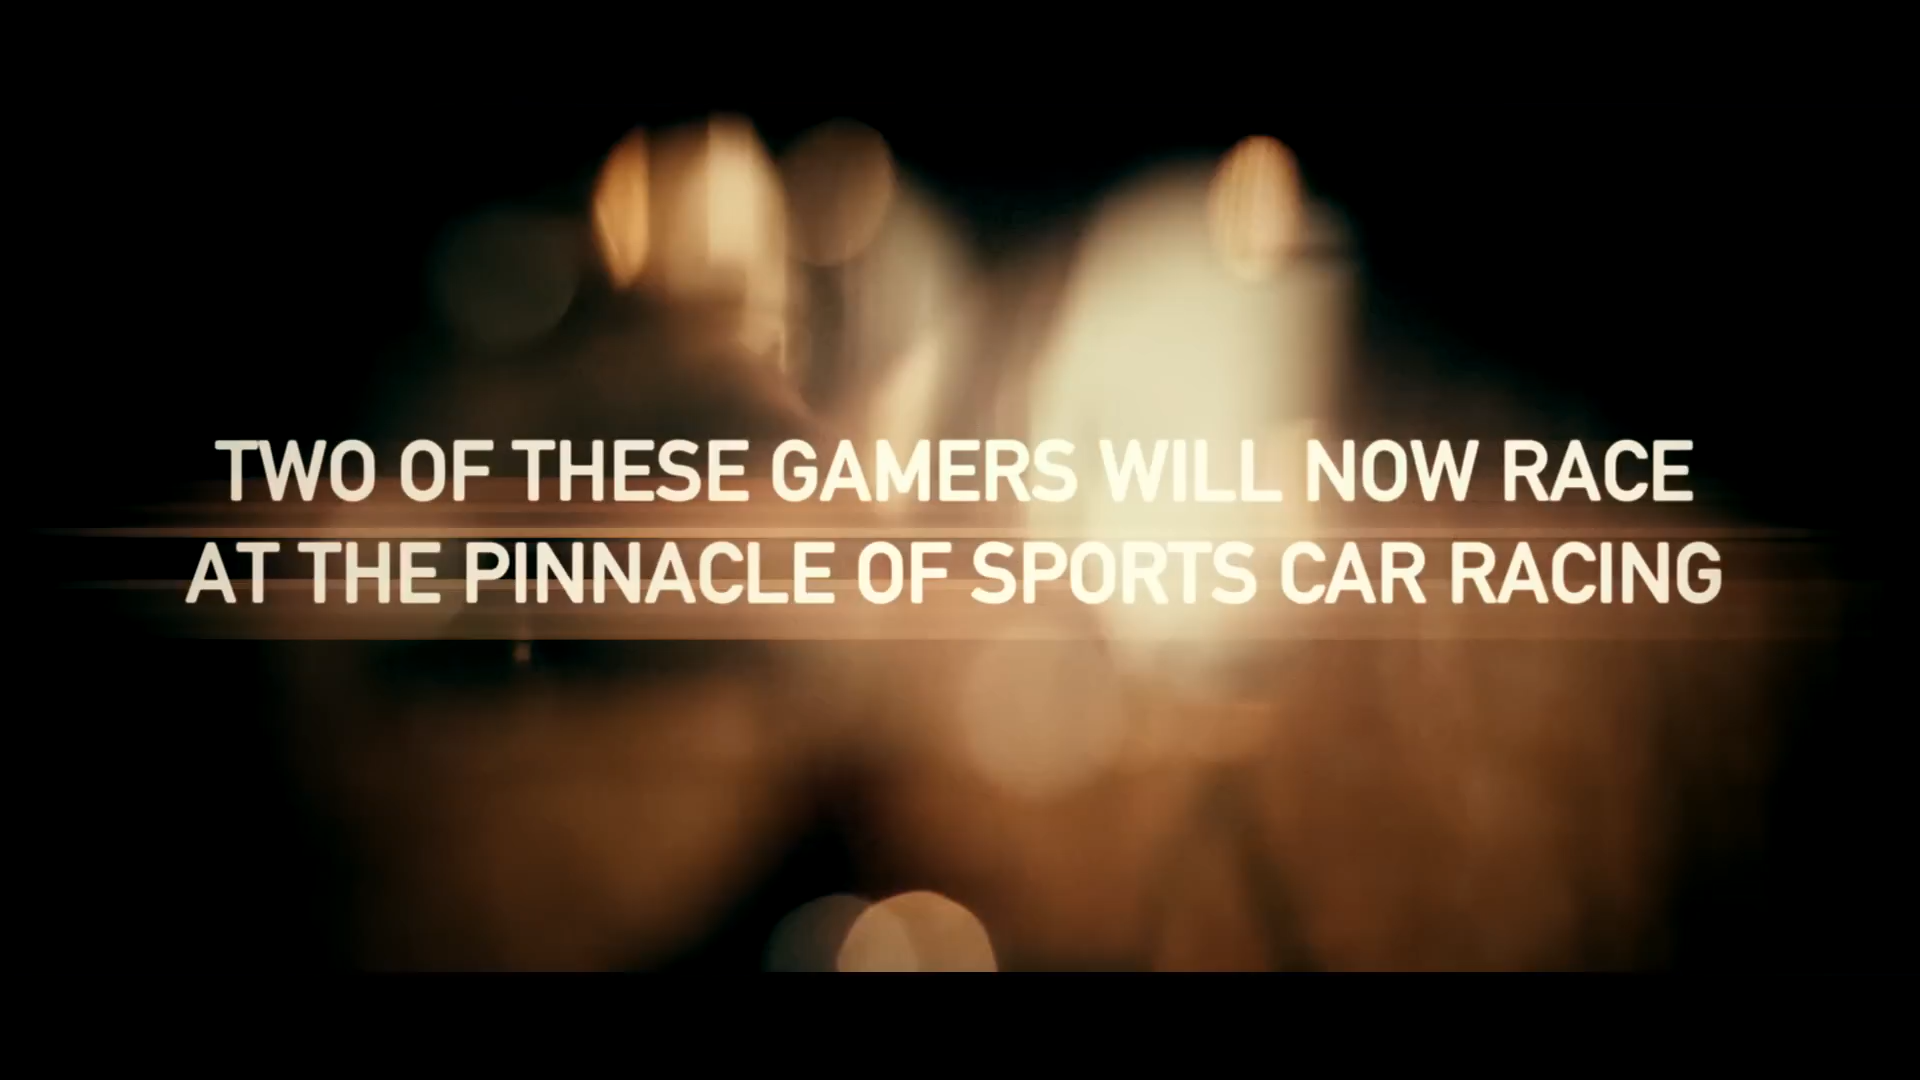 TWO OF THESE GAMERS WILL NOW RACE
AT THE PINNACLE OF SPORTS CAR RACING